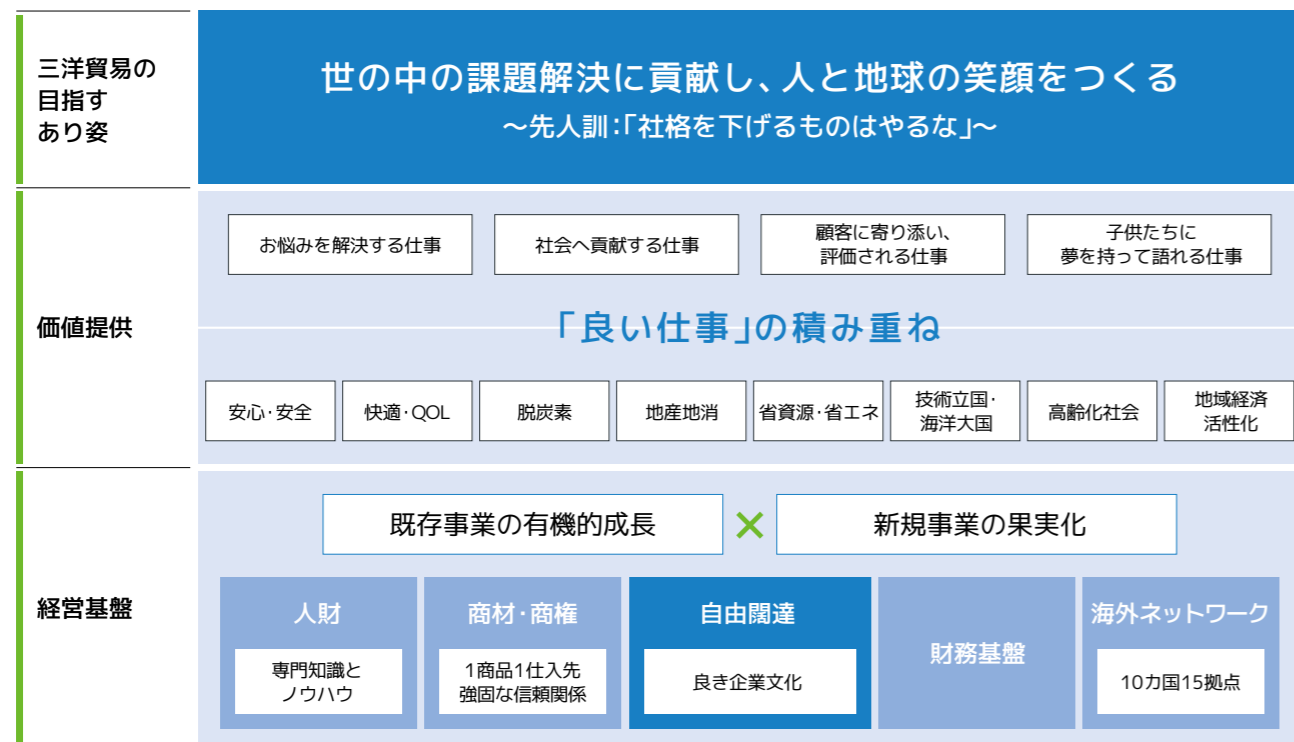 三洋貿易の
目指す
あり姿
世の中の課題解決に貢献し、人と地球の笑顔をつくる
～先人訓：「社格を下げるものはやるな」～
価値提供
お悩みを解決する仕事
社会へ貢献する仕事
顧客に寄り添い、
評価される仕事
子供たちに
夢を持って語れる仕事
「良い仕事」の積み重ね
安心・安全
快適・QOL
脱炭素
地産地消
省資源・省エネ
技術立国・
海洋大国
高齢化社会
地域経済
活性化
経営基盤
既存事業の有機的成長
×
新規事業の果実化
人財
専門知識と
ノウハウ
商材・商権
1商品1仕入先
強固な信頼関係
自由闊達
良き企業文化
財務基盤
海外ネットワーク
10カ国15拠点